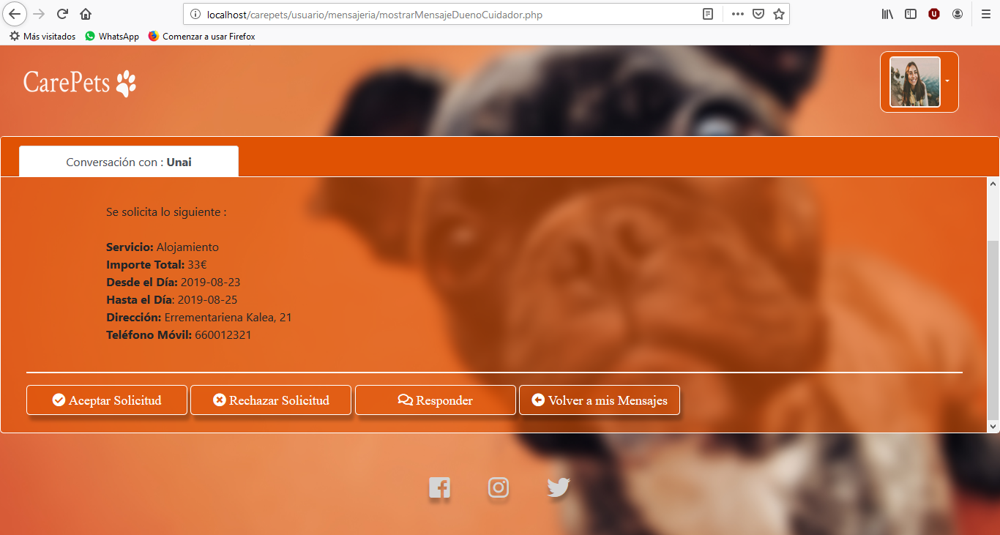 localhost/carepets/usuario/mensajeria/mostrarMensajeDuenoCuidador.php
Más visitados WhatsApp Comenzar a usar Firefox
CarePets
Conversación con : Unai
Se solicita lo siguiente :
Servicio: Alojamiento
Importe Total: 33€
Desde el Día: 2019-08-23
Hasta el Día: 2019-08-25
Dirección: Errementariena Kalea, 21
Teléfono Móvil: 660012321
Aceptar Solicitud Rechazar Solicitud Responder Volver a mis Mensajes